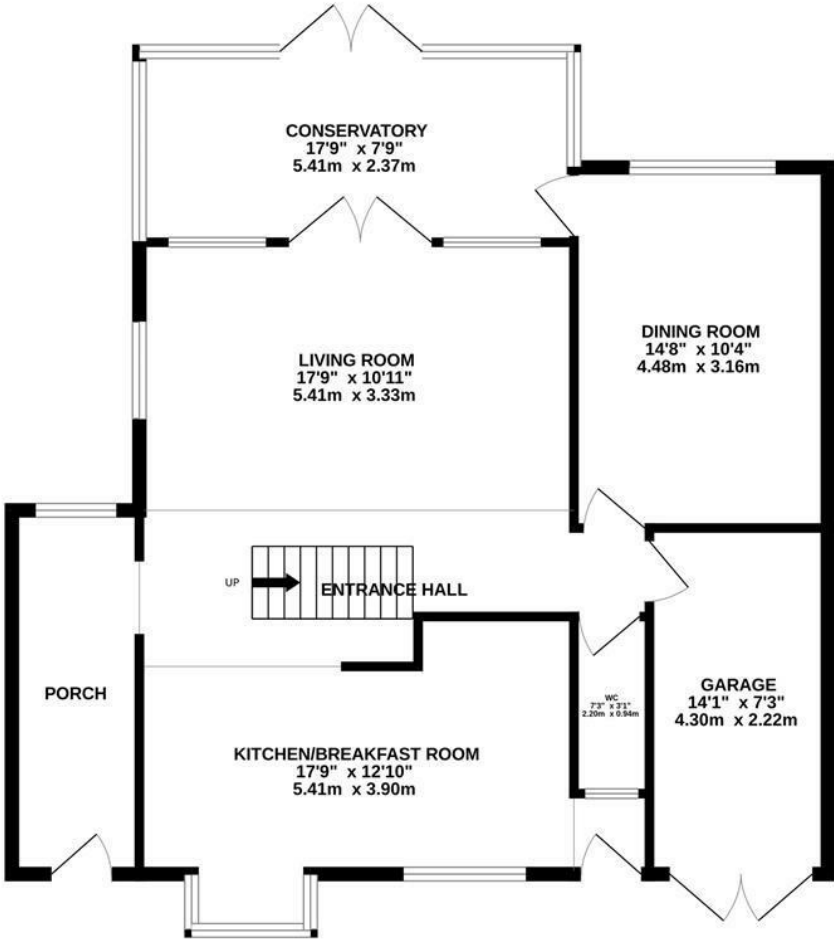 CONSERVATORY
17'9" x 7'9"
5.41m x 2.37m
DINING ROOM
14'8" x 10'4"
4.48m x 3.16m
LIVING ROOM
17'9" x 10'11"
5.41m x 3.33m
UP
ENTRANCE HALL
PORCH
WC
7'3" x 3'1"
2.20m x 0.94m
GARAGE
14'1" x 7'3"
4.30m x 2.22m
KITCHEN/BREAKFAST ROOM
17'9" x 12'10"
5.41m x 3.90m